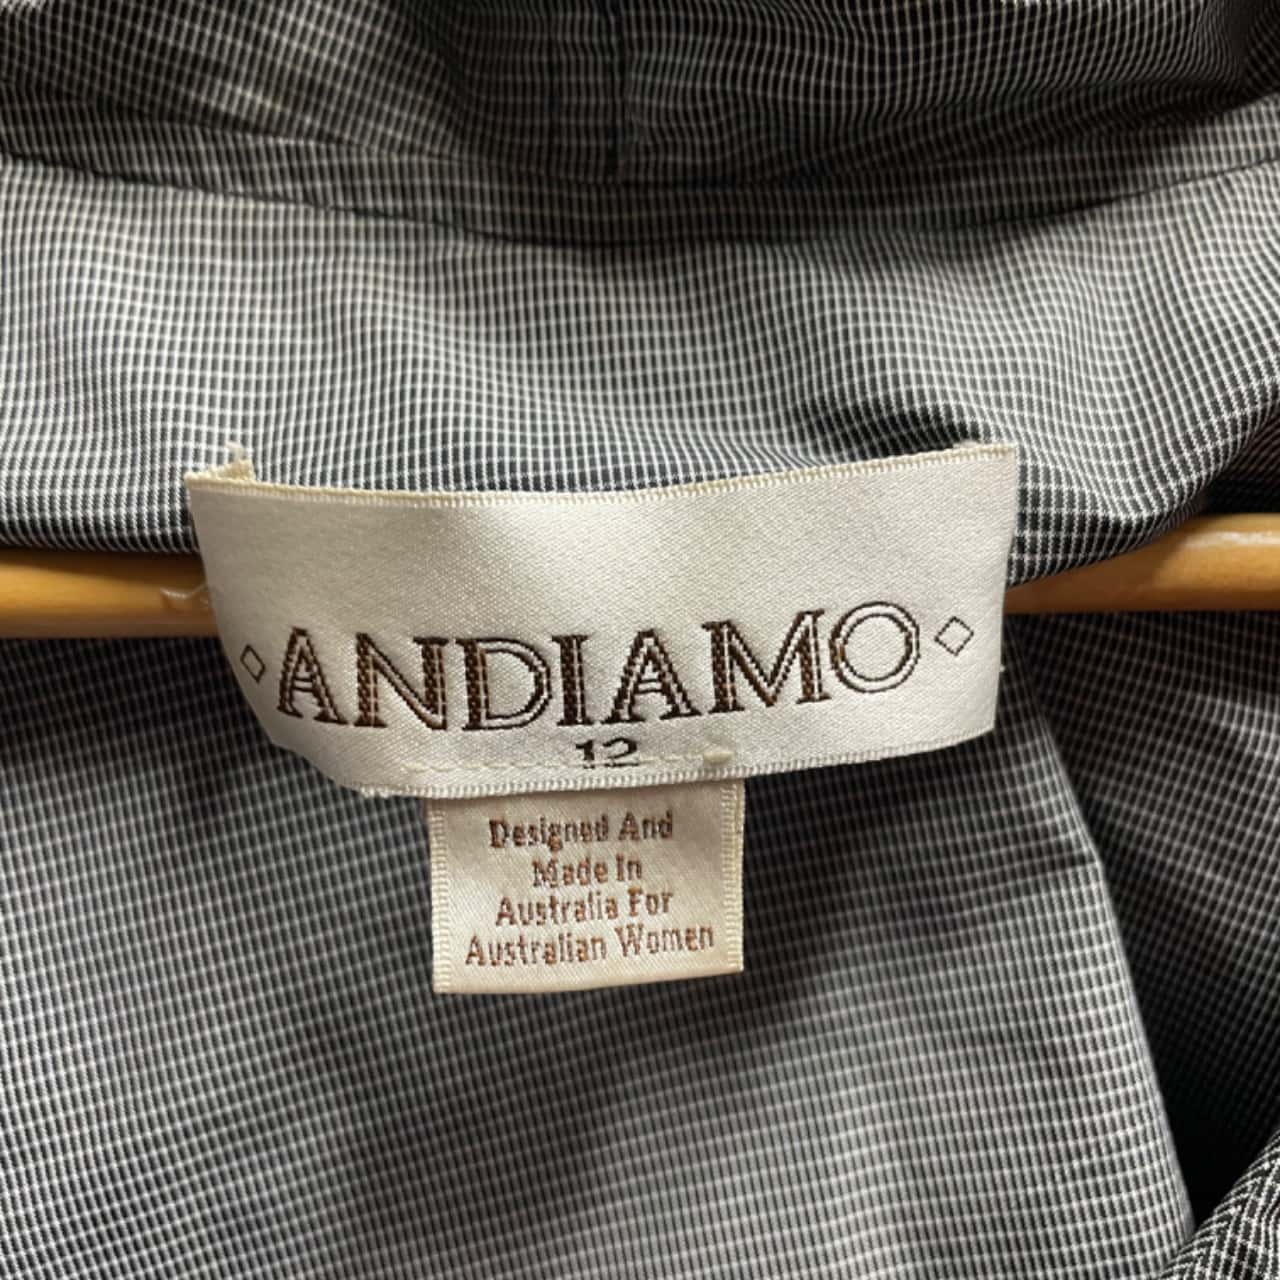 ANDIAMO
12
Designed And
Made In
Australia For
Australian Women